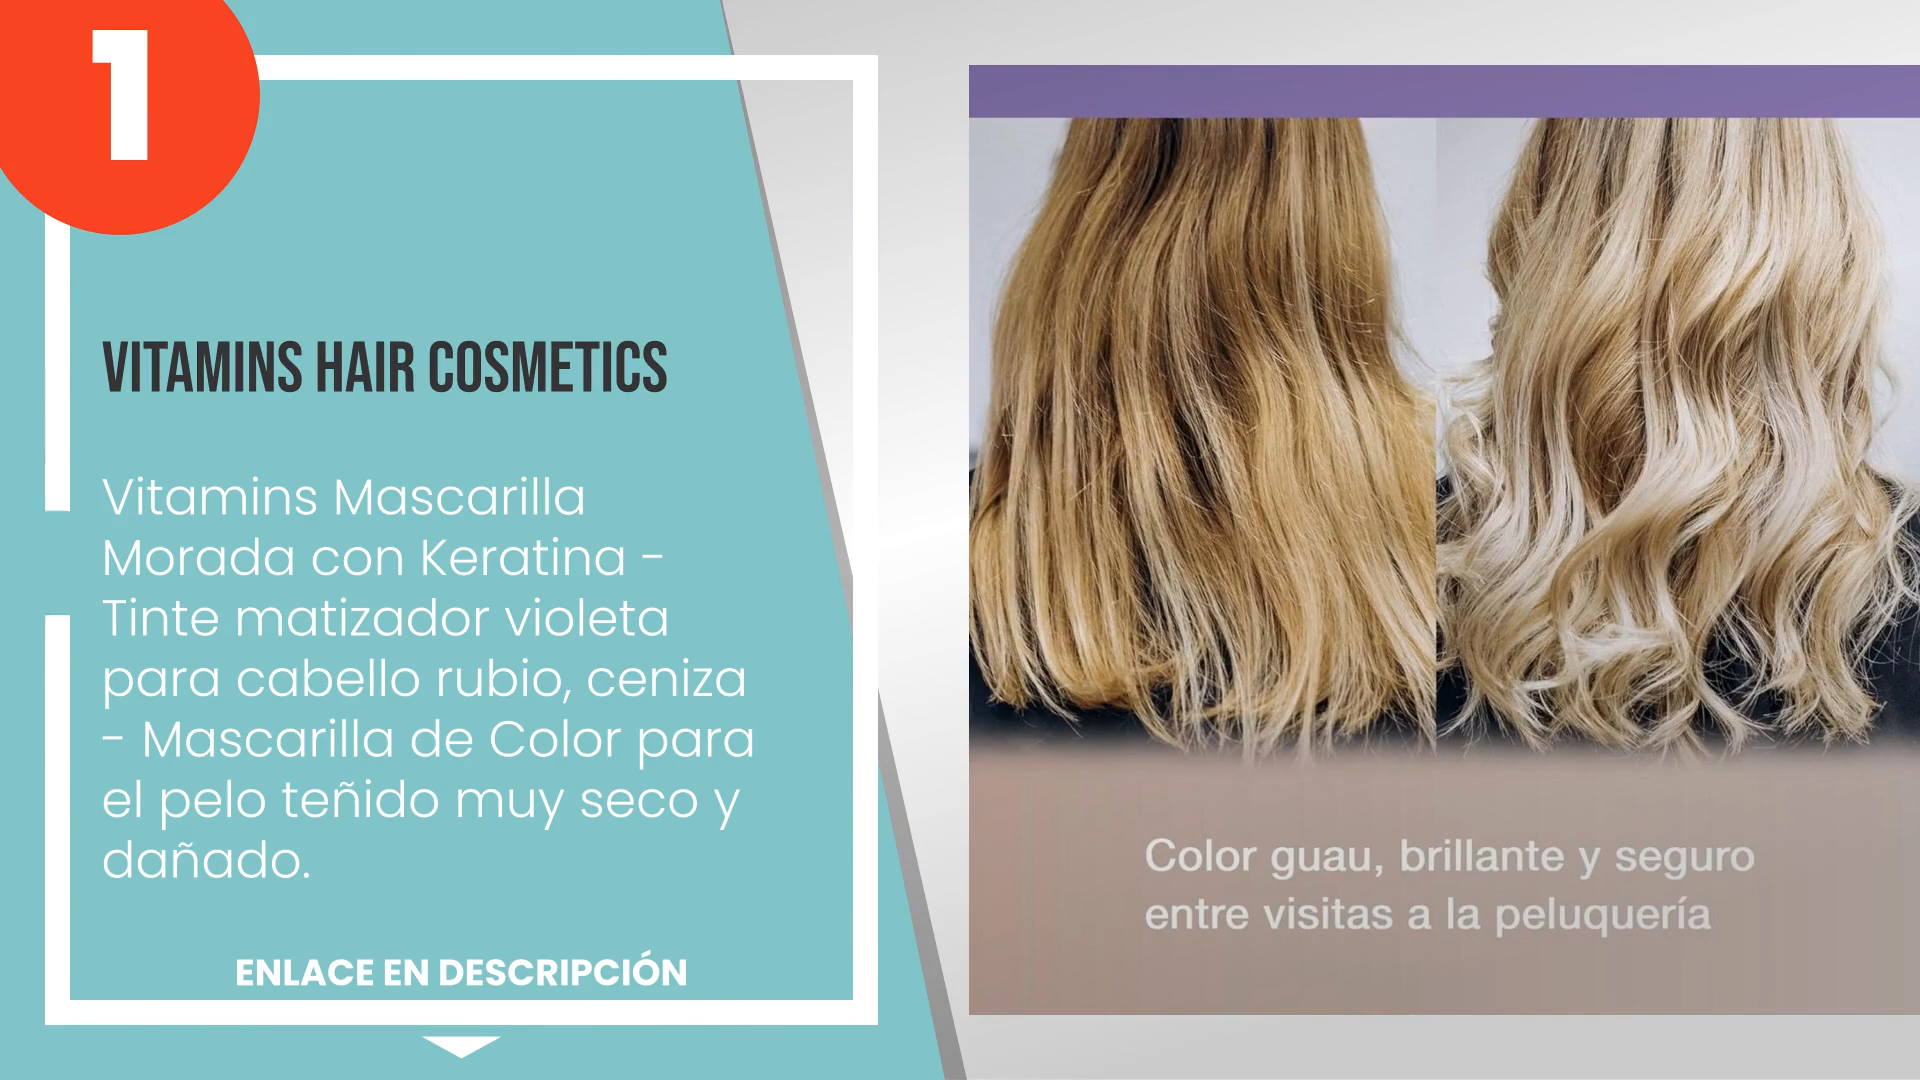 1
VITAMINS HAIR COSMETICS
Vitamins Mascarilla
Morada con Keratina -
Tinte matizador violeta
para cabello rubio, ceniza
- Mascarilla de Color para
el pelo teñido muy seco y
dañado.
ENLACE EN DESCRIPCIÓN
Color guau, brillante y seguro
entre visitas a la peluquería